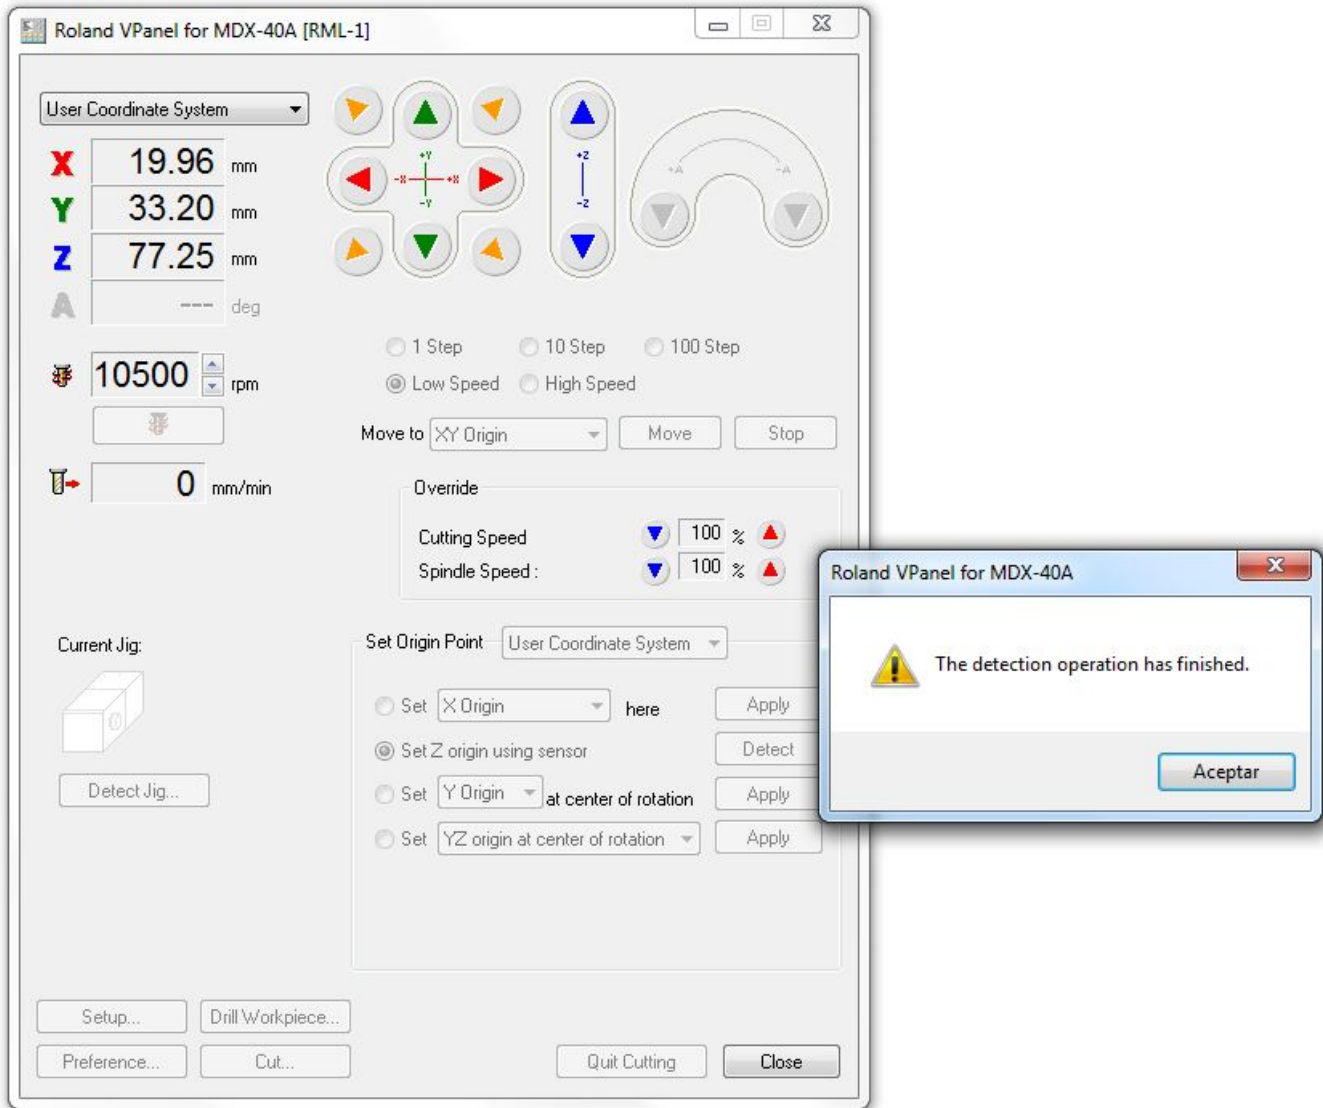 Roland VPanel for MDX-40A [RML-1]
User Coordinate System
X 19.96 mm
Y 33.20 mm
Z 77.25 mm
A --- deg
+Y
-X +X
-Y
+Z
-Z
+A -A
1 Step 10 Step 100 Step
10500 rpm
Low Speed High Speed
Move to XY Origin Move Stop
0 mm/min
Override
Cutting Speed 100 %
Spindle Speed : 100 %
Roland VPanel for MDX-40A
The detection operation has finished.
Aceptar
Current Jig:
Detect Jig...
Set Origin Point User Coordinate System
Set X Origin here Apply
Set Z origin using sensor Detect
Set Y Origin at center of rotation Apply
Set YZ origin at center of rotation Apply
Setup... Drill Workpiece...
Preference... Cut... Quit Cutting Close